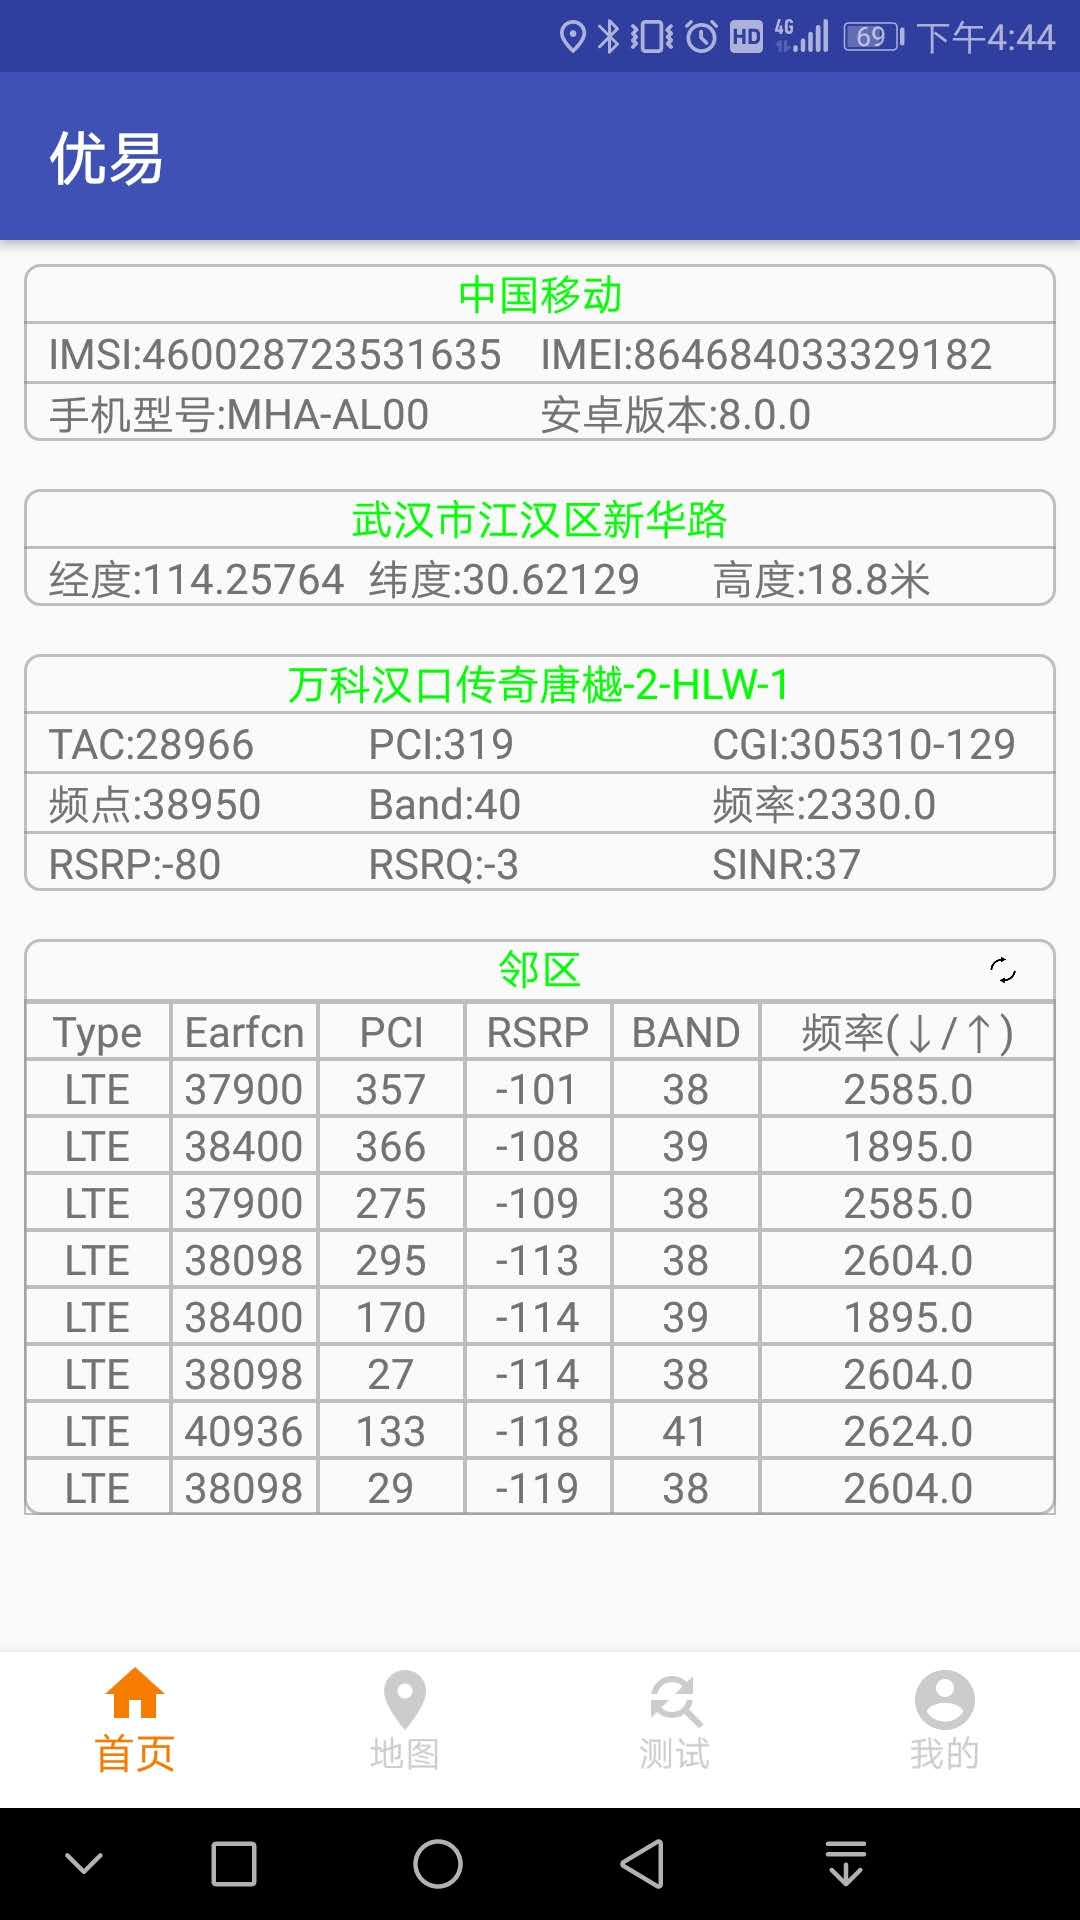 HD 4G 69 下午4:44
优易
中国移动
IMSI:460028723531635 IMEI:864684033329182
手机型号:MHA-AL00 安卓版本:8.0.0
武汉市江汉区新华路
经度:114.25764 纬度:30.62129 高度:18.8米
万科汉口传奇唐樾-2-HLW-1
TAC:28966 PCI:319 CGI:305310-129
频点:38950 Band:40 频率:2330.0
RSRP:-80 RSRQ:-3 SINR:37
邻区
Type Earfcn PCI RSRP BAND 频率(↓/↑)
LTE 37900 357 -101 38 2585.0
LTE 38400 366 -108 39 1895.0
LTE 37900 275 -109 38 2585.0
LTE 38098 295 -113 38 2604.0
LTE 38400 170 -114 39 1895.0
LTE 38098 27 -114 38 2604.0
LTE 40936 133 -118 41 2624.0
LTE 38098 29 -119 38 2604.0
首页 地图 测试 我的